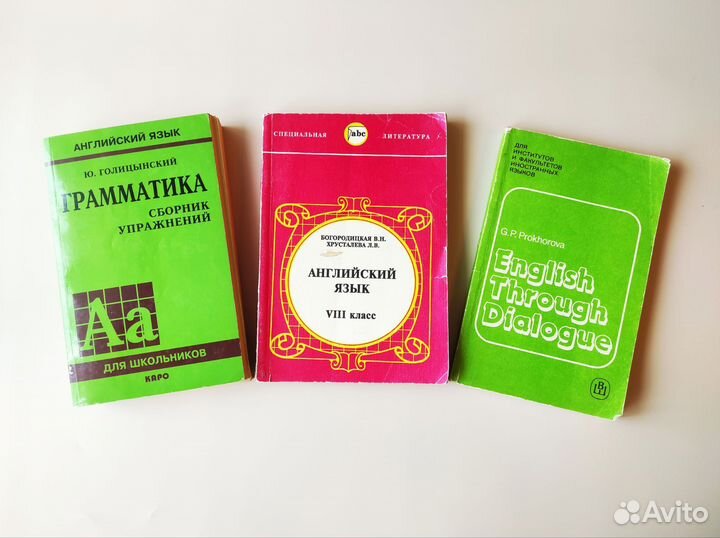 АНГЛИЙСКИЙ ЯЗЫК
Ю. ГОЛИЦЫНСКИЙ
ГРАММАТИКА
СБОРНИК
УПРАЖНЕНИЙ
Аа
ДЛЯ ШКОЛЬНИКОВ
КАРО
СПЕЦИАЛЬНАЯ abc ЛИТЕРАТУРА
БОГОРОДИЦКАЯ В.Н.
ХРУСТАЛЕВА Л.В.
АНГЛИЙСКИЙ
ЯЗЫК
VIII класс
ДЛЯ
ИНСТИТУТОВ
И ФАКУЛЬТЕТОВ
ИНОСТРАННЫХ
ЯЗЫКОВ
G.P. Prokhorova
English
Through
Dialogue
Avito